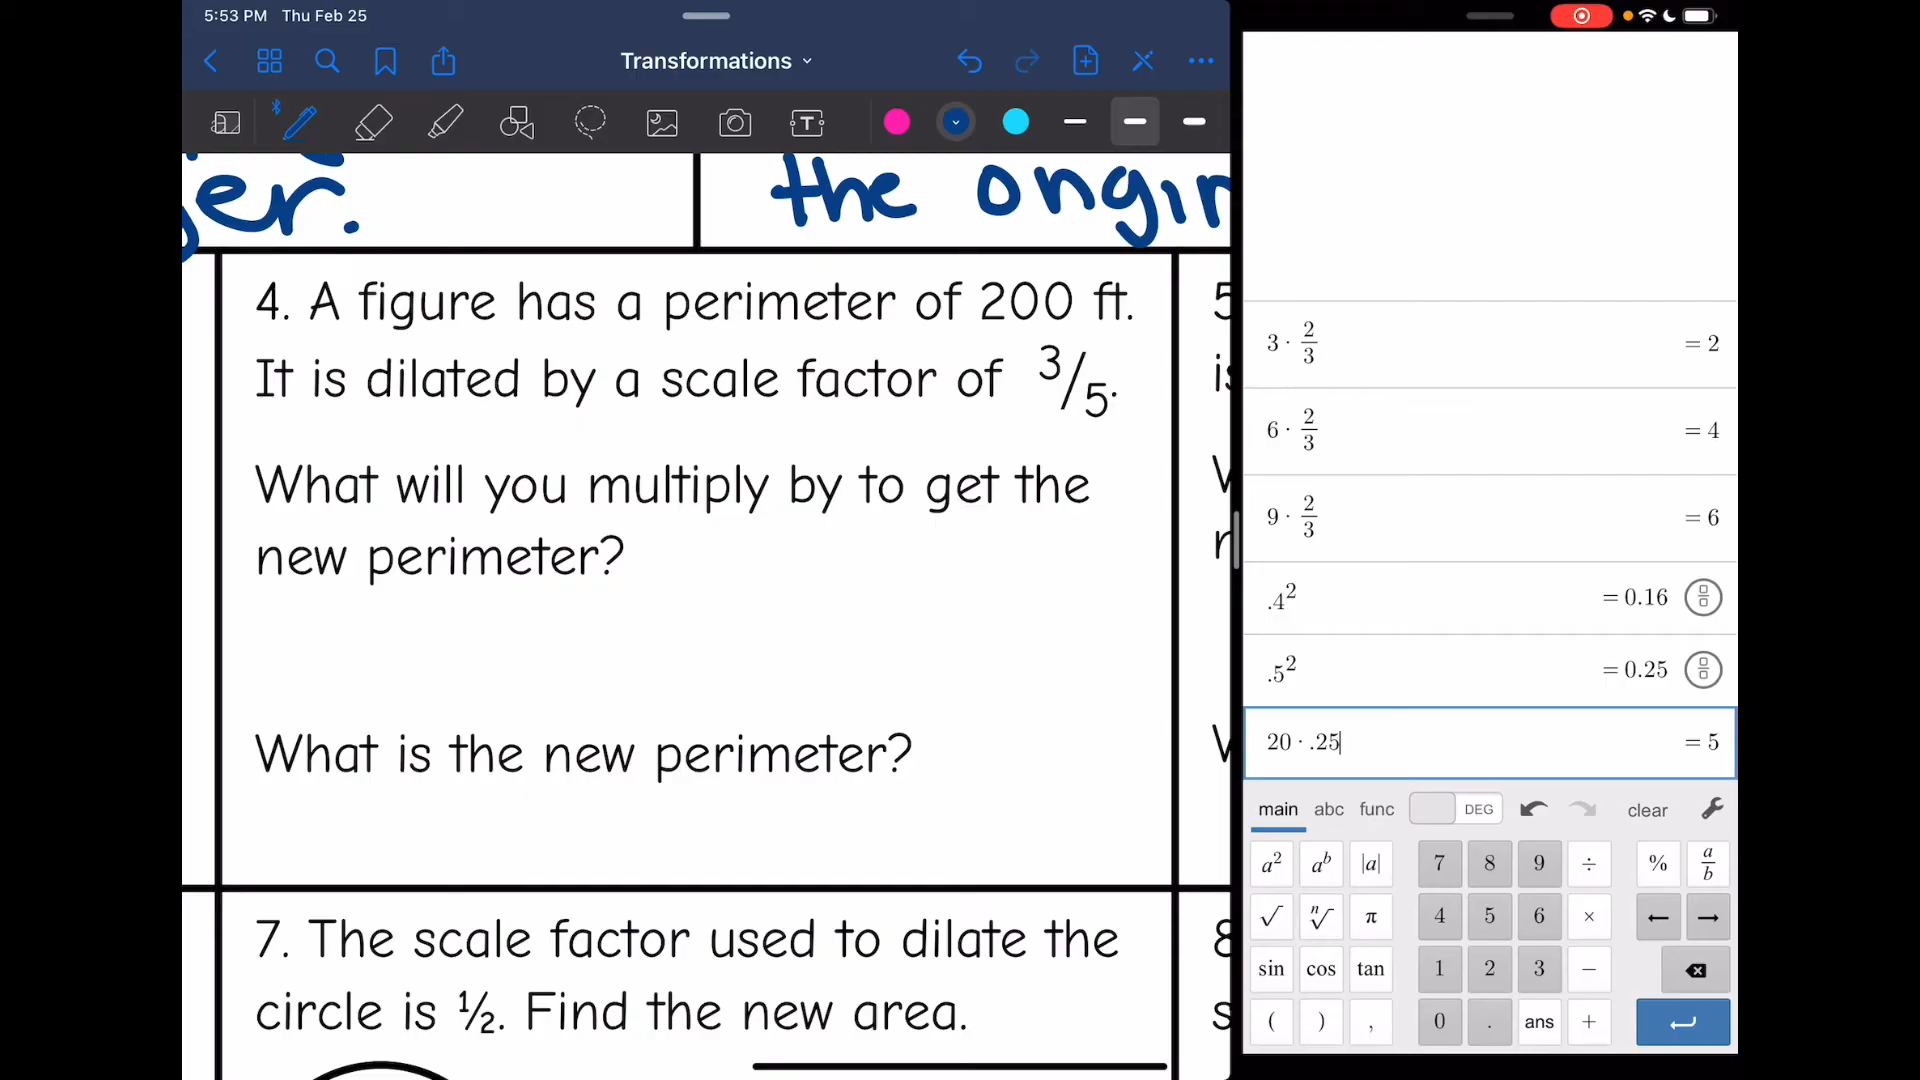 5:53 PM Thu Feb 25
Transformations
T
the
4. A figure has a perimeter of 200 ft.
It is dilated by a scale factor of 3/5.
What will you multiply by to get the
new perimeter?
What is the new perimeter?
7. The scale factor used to dilate the
circle is ½. Find the new area.
3 · 2/3 = 2
6 · 2/3 = 4
9 · 2/3 = 6
.4² = 0.16
.5² = 0.25
20 · .25 = 5
main abc func DEG clear
a² aᵇ |a| 7 8 9 ÷ % a/b
√ ⁿ√ π 4 5 6 × ← →
sin cos tan 1 2 3 −
( ) , 0 . ans +